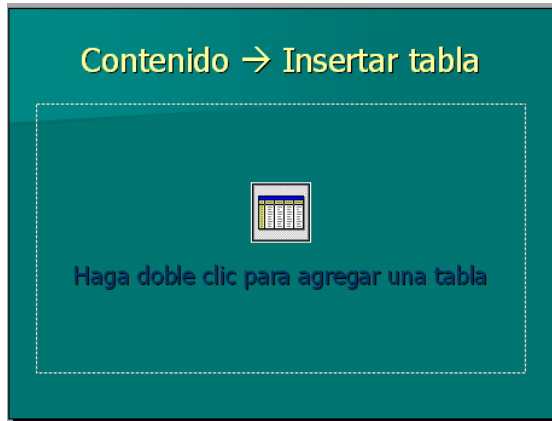 Contenido → Insertar tabla
Haga doble clic para agregar una tabla